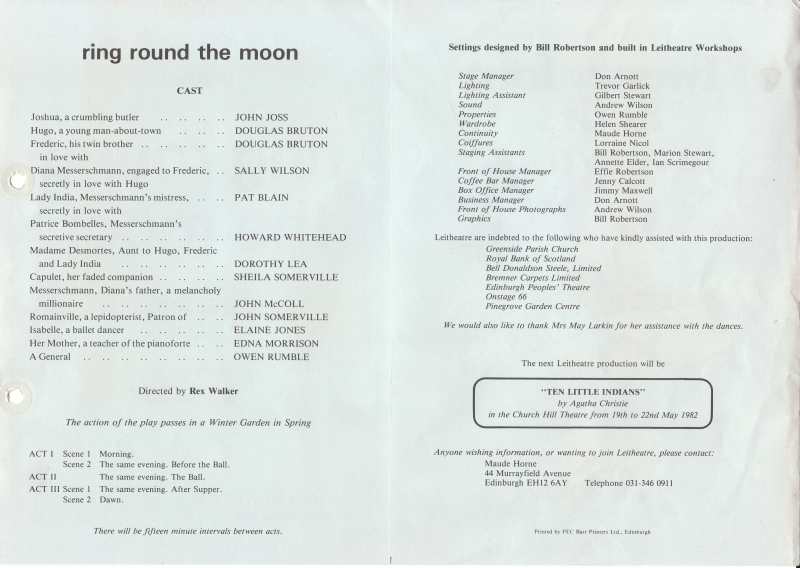 ring round the moon
CAST
Joshua, a crumbling butler .. .. .. JOHN JOSS
Hugo, a young man-about-town .. .. .. DOUGLAS BRUTON
Frederic, his twin brother .. .. .. .. DOUGLAS BRUTON
in love with
Diana Messerschmann, engaged to Frederic, .. SALLY WILSON
secretly in love with Hugo
Lady India, Messerschmann's mistress, .. .. PAT BLAIN
secretly in love with
Patrice Bombelles, Messerschmann's
secretive secretary .. .. .. .. .. .. HOWARD WHITEHEAD
Madame Desmortes, Aunt to Hugo, Frederic
and Lady India .. .. .. .. .. .. DOROTHY LEA
Capulet, her faded companion .. .. .. .. SHEILA SOMERVILLE
Messerschmann, Diana's father, a melancholy
millionaire .. .. .. .. .. .. .. JOHN McCOLL
Romainville, a lepidopterist, Patron of .. .. JOHN SOMERVILLE
Isabelle, a ballet dancer .. .. .. .. .. ELAINE JONES
Her Mother, a teacher of the pianoforte .. .. EDNA MORRISON
A General .. .. .. .. .. .. .. .. OWEN RUMBLE
Directed by Rex Walker
The action of the play passes in a Winter Garden in Spring
ACT I Scene 1 Morning.
Scene 2 The same evening. Before the Ball.
ACT II The same evening. The Ball.
ACT III Scene 1 The same evening. After Supper.
Scene 2 Dawn.
There will be fifteen minute intervals between acts.
Settings designed by Bill Robertson and built in Leitheatre Workshops
Stage Manager Don Arnott
Lighting Trevor Garlick
Lighting Assistant Gilbert Stewart
Sound Andrew Wilson
Properties Owen Rumble
Wardrobe Helen Shearer
Continuity Maude Horne
Coiffures Lorraine Nicol
Staging Assistants Bill Robertson, Marion Stewart,
Annette Elder, Ian Scrimegour
Front of House Manager Effie Robertson
Coffee Bar Manager Jenny Calcott
Box Office Manager Jimmy Maxwell
Business Manager Don Arnott
Front of House Photographs Andrew Wilson
Graphics Bill Robertson
Leitheatre are indebted to the following who have kindly assisted with this production:
Greenside Parish Church
Royal Bank of Scotland
Bell Donaldson Steele, Limited
Bremner Carpets Limited
Edinburgh Peoples' Theatre
Onstage 66
Pinegrove Garden Centre
We would also like to thank Mrs May Larkin for her assistance with the dances.
The next Leitheatre production will be
"TEN LITTLE INDIANS"
by Agatha Christie
in the Church Hill Theatre from 19th to 22nd May 1982
Anyone wishing information, or wanting to join Leitheatre, please contact:
Maude Horne
44 Murrayfield Avenue
Edinburgh EH12 6AY Telephone 031-346 0911
Printed by PEC Barr Printers Ltd., Edinburgh